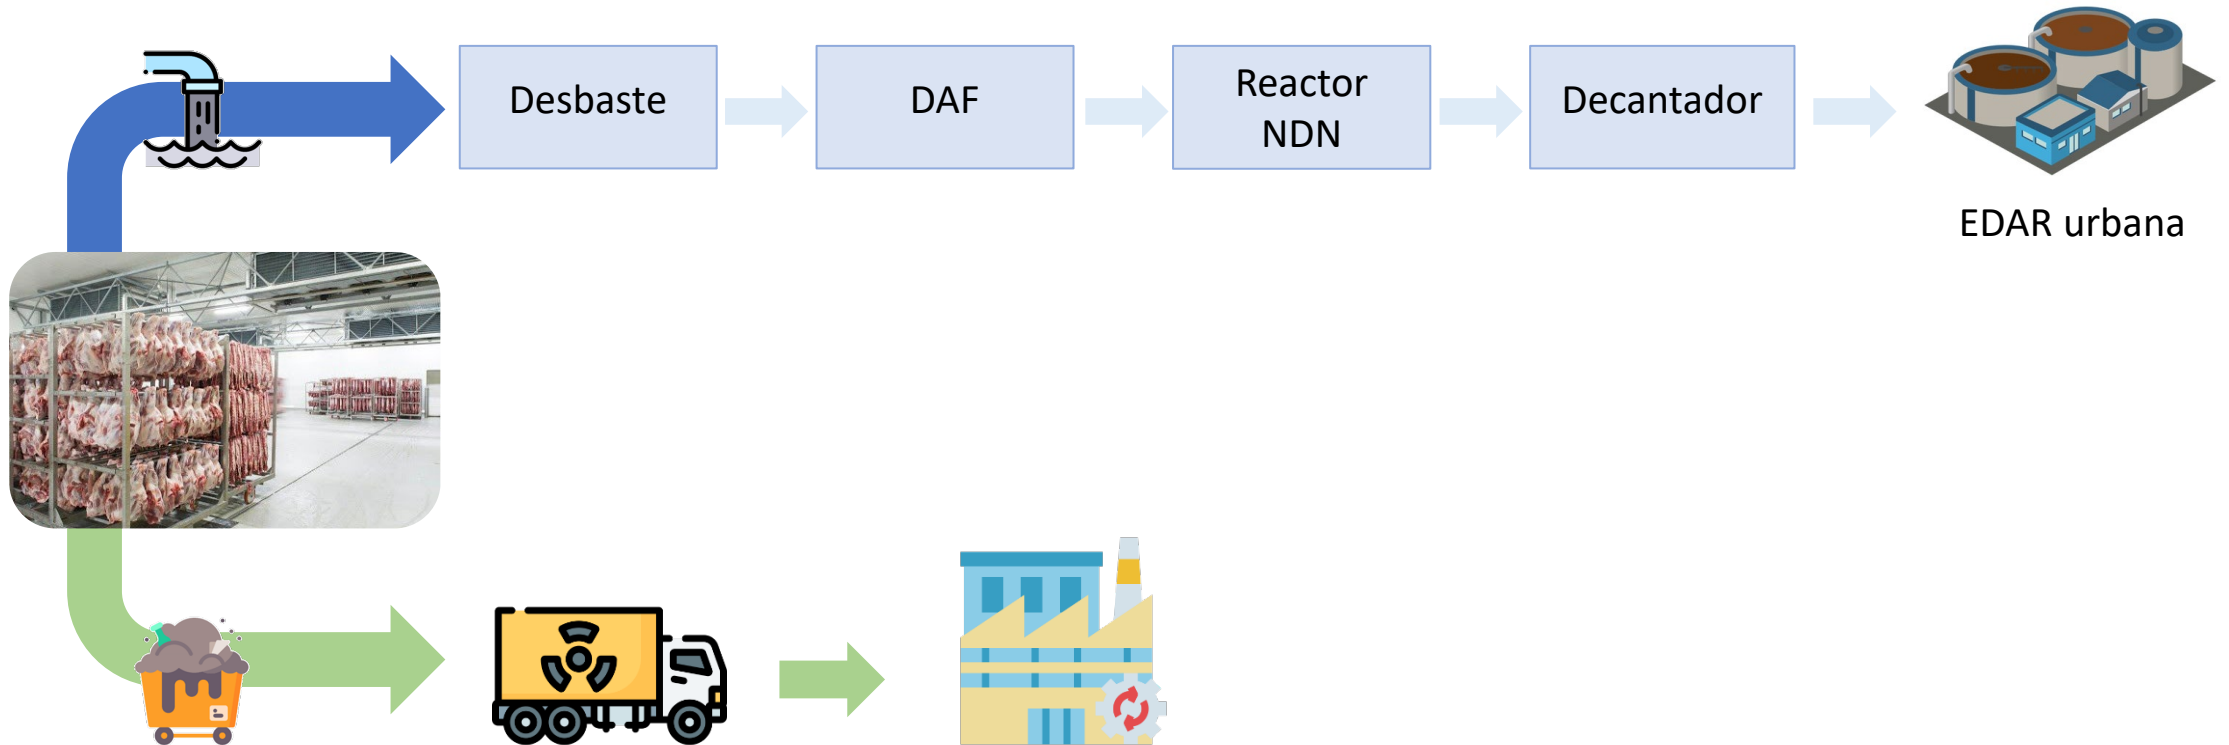 Desbaste
DAF
Reactor
NDN
Decantador
EDAR urbana